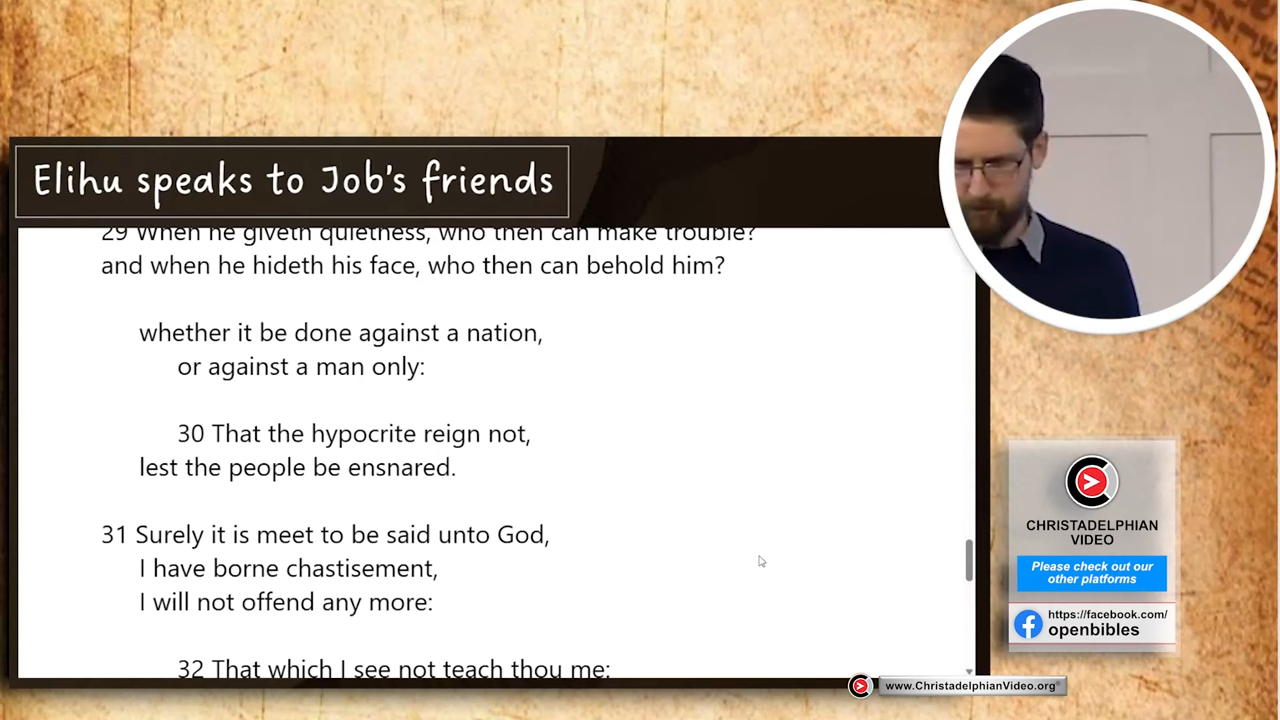 Elihu speaks to Job's friends
29 When he giveth quietness, who then can make trouble?
and when he hideth his face, who then can behold him?
whether it be done against a nation,
or against a man only:
30 That the hypocrite reign not,
lest the people be ensnared.
31 Surely it is meet to be said unto God,
I have borne chastisement,
I will not offend any more:
32 That which I see not teach thou me:
CHRISTADELPHIAN
VIDEO
Please check out our
other platforms
https://facebook.com/
openbibles
www.ChristadelphianVideo.org